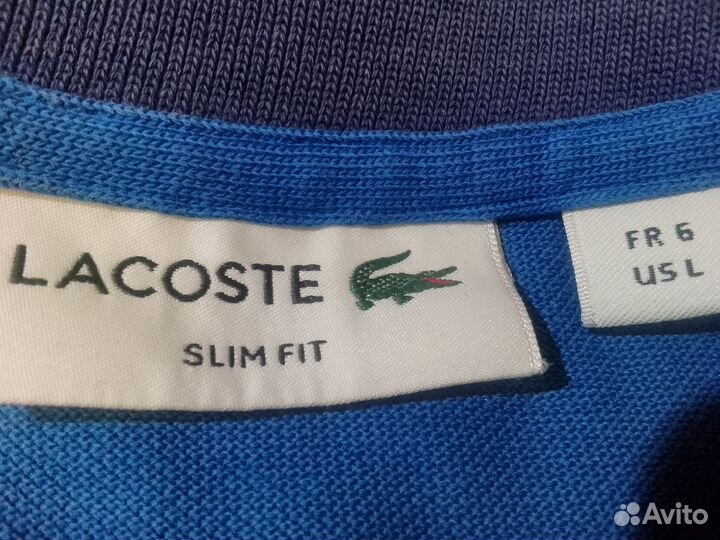 LACOSTE
SLIM FIT
FR 6
US L
Avito